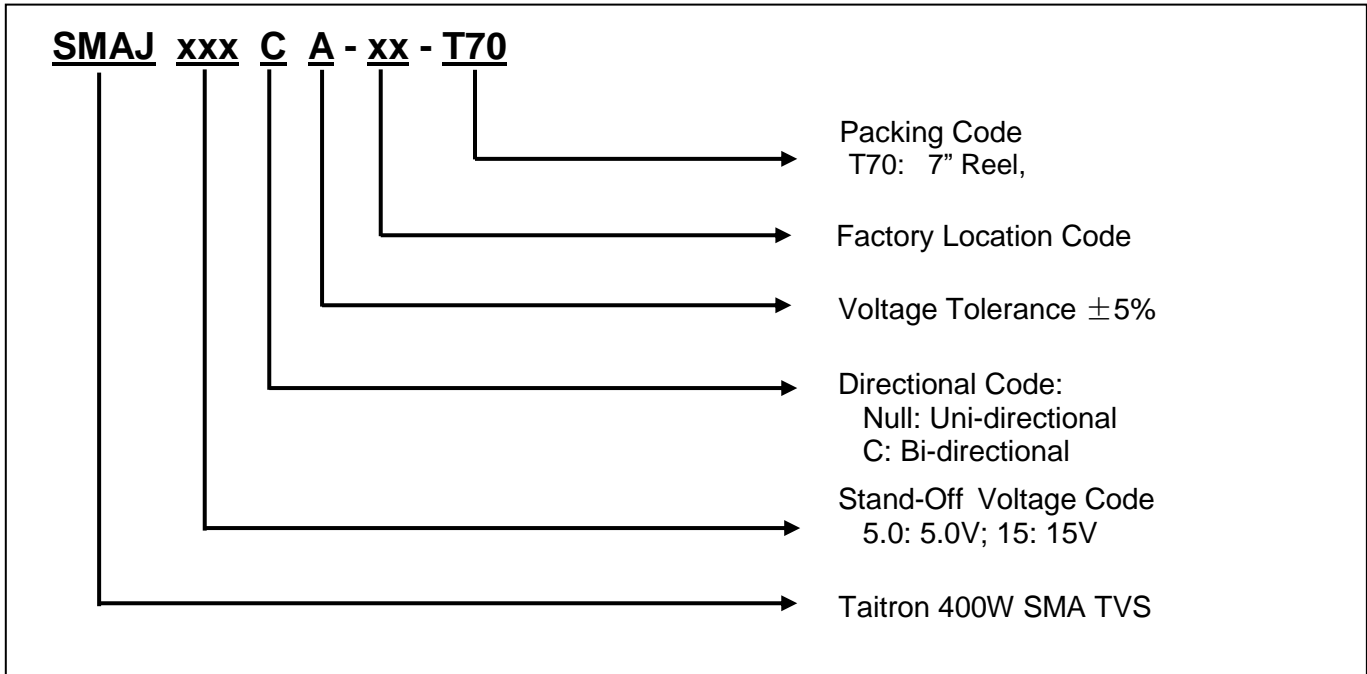 SMAJ xxx C A - xx - T70
Packing Code
T70: 7” Reel,
Factory Location Code
Voltage Tolerance ±5%
Directional Code:
Null: Uni-directional
C: Bi-directional
Stand-Off Voltage Code
5.0: 5.0V; 15: 15V
Taitron 400W SMA TVS